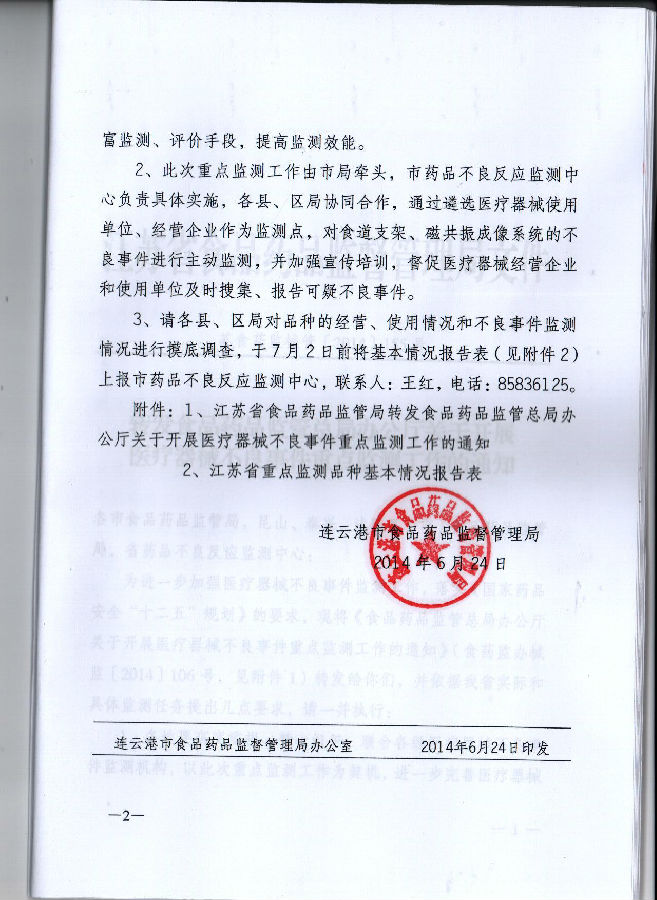 富监测、评价手段，提高监测效能。
2、此次重点监测工作由市局牵头，市药品不良反应监测中
心负责具体实施，各县、区局协同合作，通过遴选医疗器械使用
单位、经营企业作为监测点，对食道支架、磁共振成像系统的不
良事件进行主动监测，并加强宣传培训，督促医疗器械经营企业
和使用单位及时搜集、报告可疑不良事件。
3、请各县、区局对品种的经营、使用情况和不良事件监测
情况进行摸底调查，于7月2日前将基本情况报告表（见附件2）
上报市药品不良反应监测中心，联系人：王红，电话：85836125。
附件：1、江苏省食品药品监管局转发食品药品监管总局办
公厅关于开展医疗器械不良事件重点监测工作的通知
2、江苏省重点监测品种基本情况报告表
连云港市食品药品监督管理局
2014年6月24日
连云港市食品药品监督管理局办公室 2014年6月24日印发
—2—